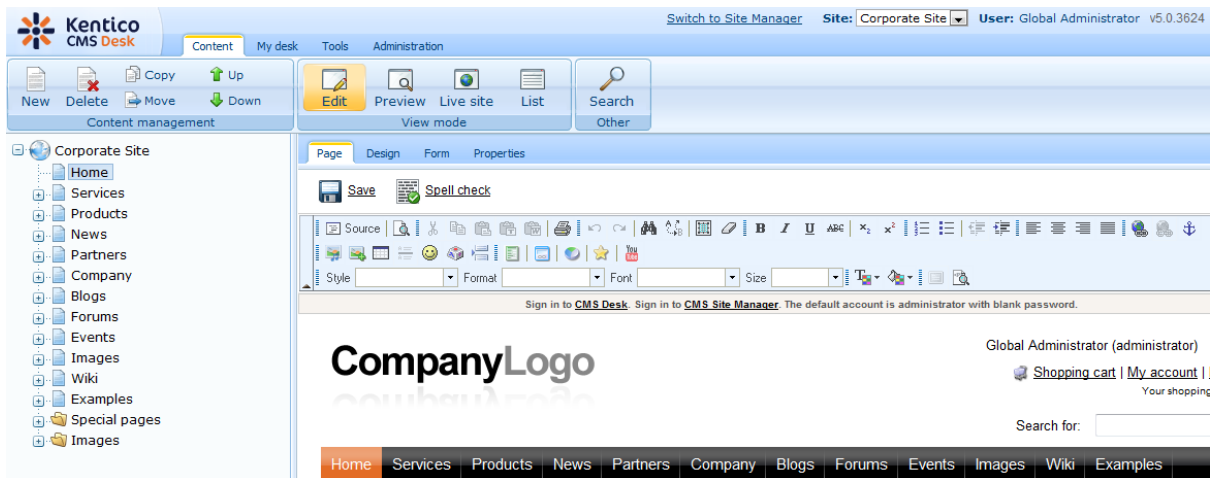 Kentico
CMS Desk
Switch to Site Manager Site: Corporate Site User: Global Administrator v5.0.3624
Content My desk Tools Administration
New Delete Copy Move Up Down
Content management
Edit Preview Live site List
View mode
Search
Other
Corporate Site
Home
Services
Products
News
Partners
Company
Blogs
Forums
Events
Images
Wiki
Examples
Special pages
Images
Page Design Form Properties
Save Spell check
Source B I U ABC x₂ x²
You Tube
Style Format Font Size
Sign in to CMS Desk. Sign in to CMS Site Manager. The default account is administrator with blank password.
CompanyLogo
Global Administrator (administrator)
Shopping cart | My account |
Your shopping
Search for:
Home Services Products News Partners Company Blogs Forums Events Images Wiki Examples